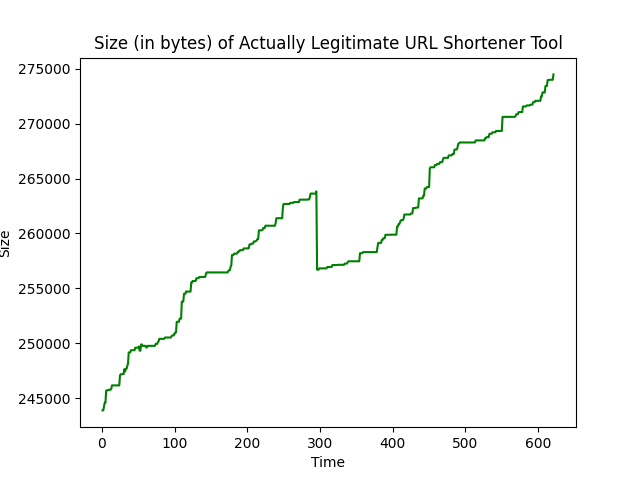 Size (in bytes) of Actually Legitimate URL Shortener Tool
275000
270000
265000
260000
255000
250000
245000
Size
0 100 200 300 400 500 600
Time